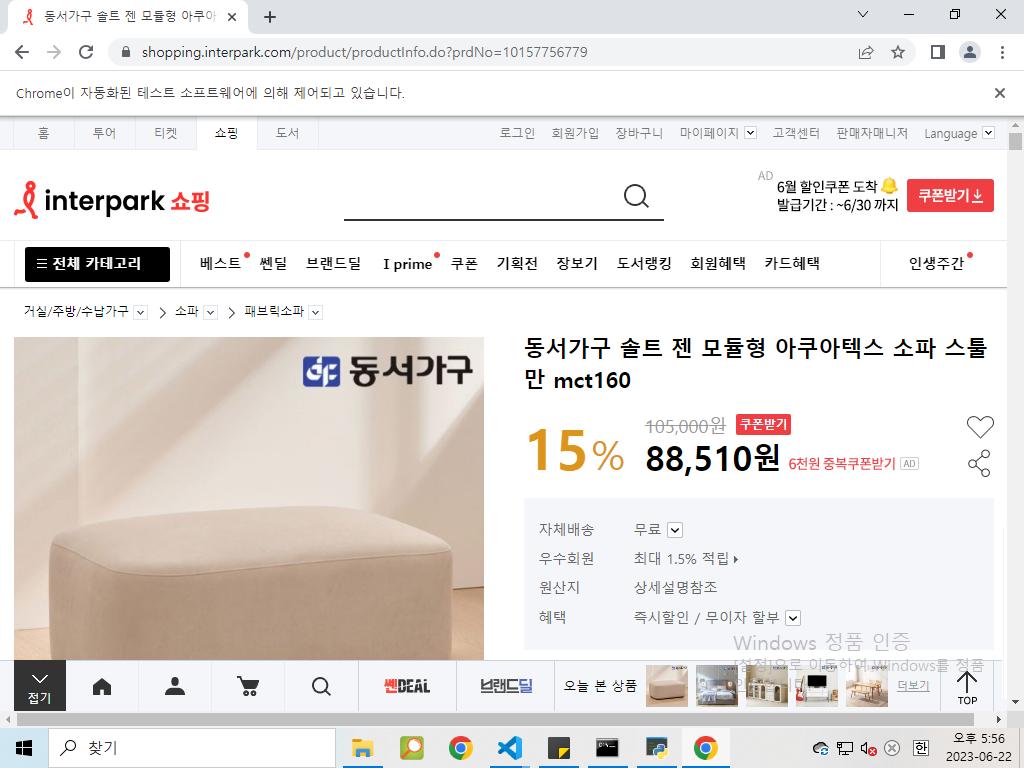 동서가구 솔트 젠 모듈형 아쿠아
shopping.interpark.com/product/productInfo.do?prdNo=10157756779
Chrome이 자동화된 테스트 소프트웨어에 의해 제어되고 있습니다.
홈 투어 티켓 쇼핑 도서 로그인 회원가입 장바구니 마이페이지 고객센터 판매자매니저 Language
interpark 쇼핑
AD 6월 할인쿠폰 도착
발급기간 : ~6/30 까지
쿠폰받기
전체 카테고리 베스트 쎈딜 브랜드딜 I prime 쿠폰 기획전 장보기 도서랭킹 회원혜택 카드혜택 인생주간
거실/주방/수납가구 소파 패브릭소파
동서가구
동서가구 솔트 젠 모듈형 아쿠아텍스 소파 스툴
만 mct160
15%
105,000원 쿠폰받기
88,510원 6천원 중복쿠폰받기 AD
자체배송 무료
우수회원 최대 1.5% 적립
원산지 상세설명참조
혜택 즉시할인 / 무이자 할부
Windows 정품 인증
[설정]으로 이동하여 Windows를 정품
접기
쎈DEAL
브랜드딜
오늘 본 상품
더보기
TOP
찾기
한
오후 5:56
2023-06-22